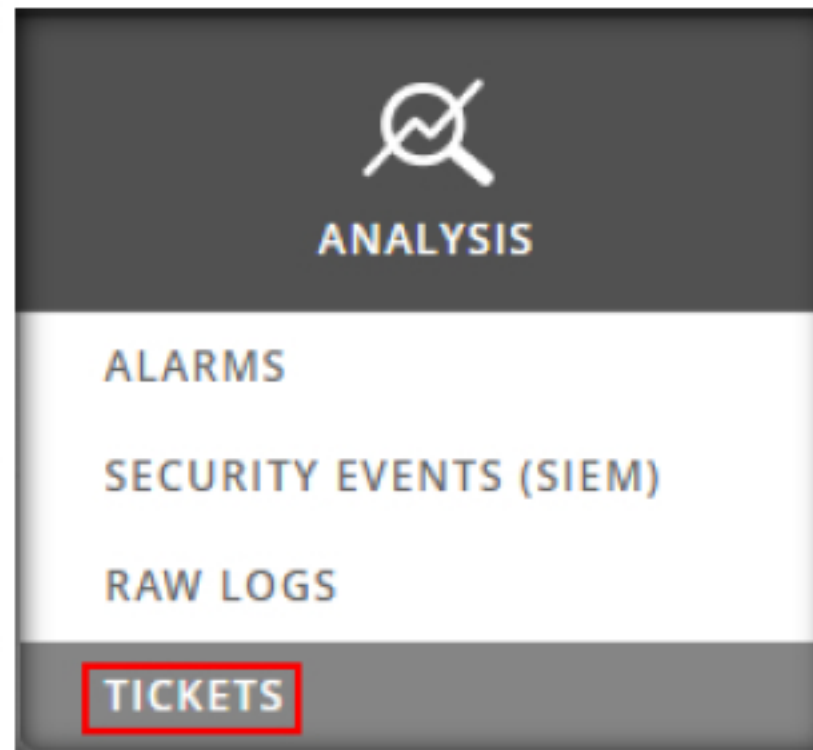 ANALYSIS
ALARMS
SECURITY EVENTS (SIEM)
RAW LOGS
TICKETS